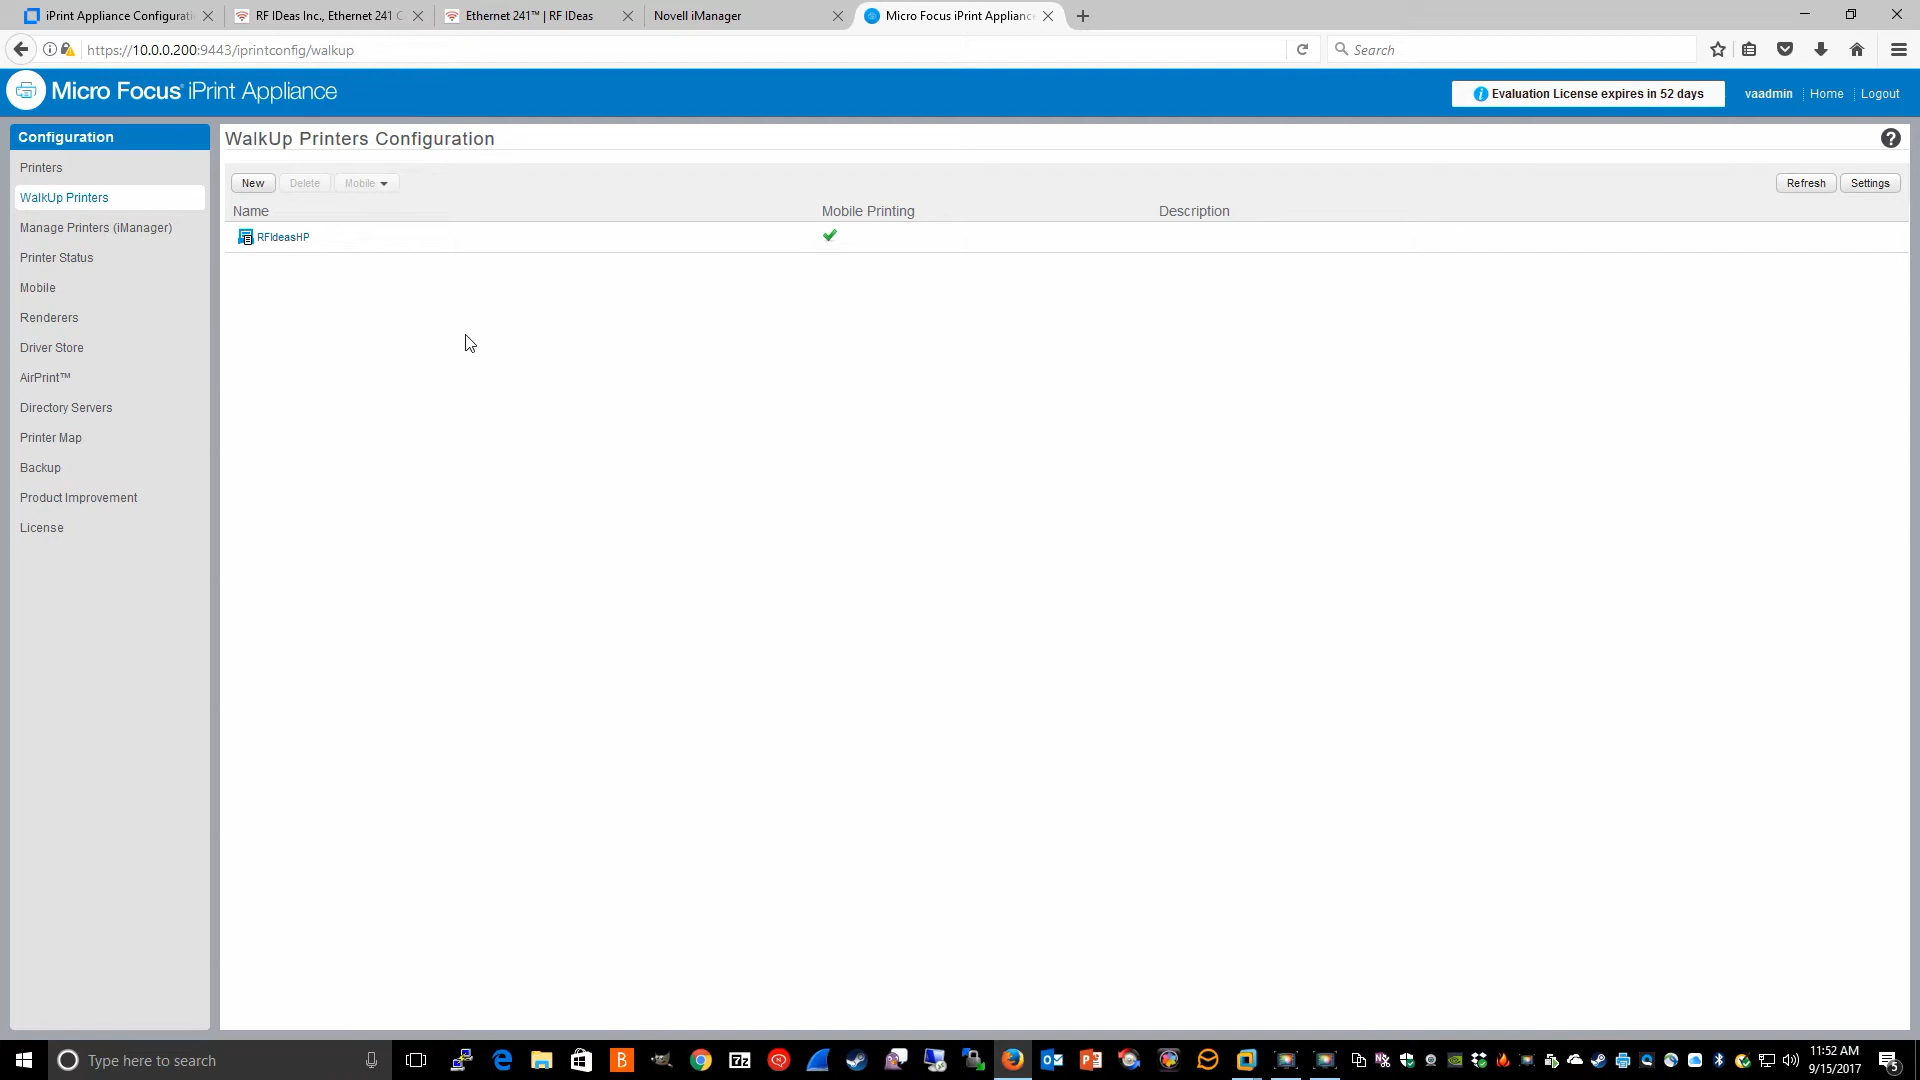 iPrint Appliance Configurati
RF IDeas Inc., Ethernet 241 C
Ethernet 241™ | RF IDeas
Novell iManager
Micro Focus iPrint Applianc
https://10.0.0.200:9443/iprintconfig/walkup
Search
Micro Focus iPrint Appliance
Evaluation License expires in 52 days
vaadmin
Home
Logout
Configuration
Printers
WalkUp Printers
Manage Printers (iManager)
Printer Status
Mobile
Renderers
Driver Store
AirPrint™
Directory Servers
Printer Map
Backup
Product Improvement
License
WalkUp Printers Configuration
New
Delete
Mobile
Refresh
Settings
Name
Mobile Printing
Description
RFIdeasHP
Type here to search
11:52 AM
9/15/2017
5